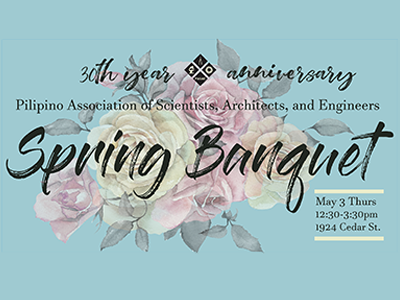 30th year anniversary
Pilipino Association of Scientists, Architects, and Engineers
Spring Banquet
May 3 Thurs
12:30-3:30pm
1924 Cedar St.